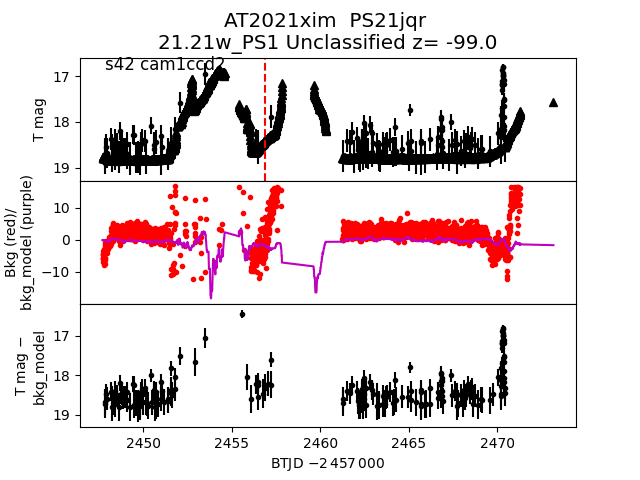 AT2021xim  PS21jqr
21.21w_PS1 Unclassified z= -99.0
s42 cam1ccd2
T mag
17
18
19
Bkg (red)/
bkg_model (purple)
10
0
−10
T mag −
bkg_model
17
18
19
2450 2455 2460 2465 2470
BTJD −2 457 000